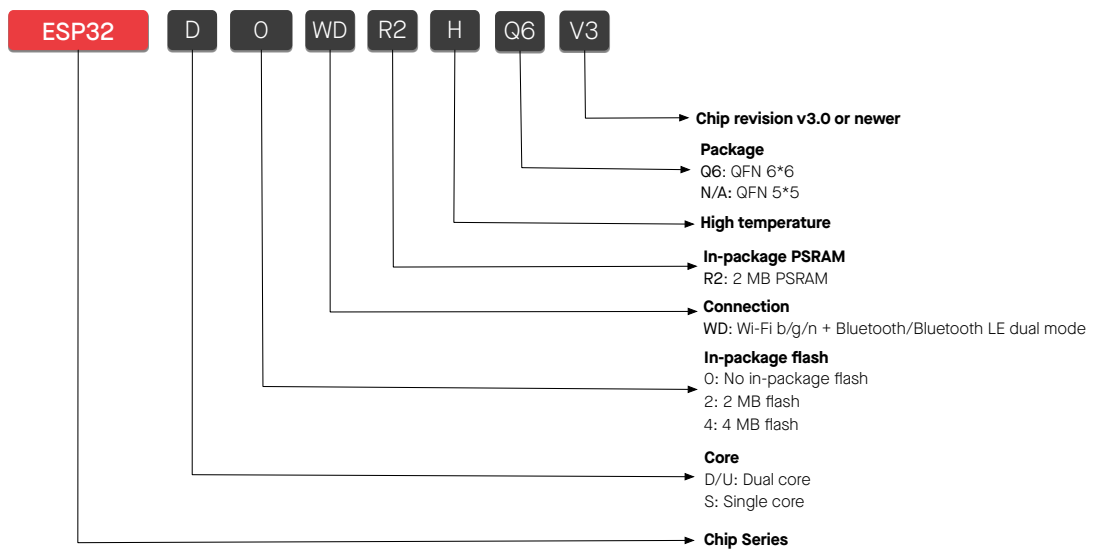 ESP32 D 0 WD R2 H Q6 V3
Chip revision v3.0 or newer
Package
Q6: QFN 6*6
N/A: QFN 5*5
High temperature
In-package PSRAM
R2: 2 MB PSRAM
Connection
WD: Wi-Fi b/g/n + Bluetooth/Bluetooth LE dual mode
In-package flash
0: No in-package flash
2: 2 MB flash
4: 4 MB flash
Core
D/U: Dual core
S: Single core
Chip Series